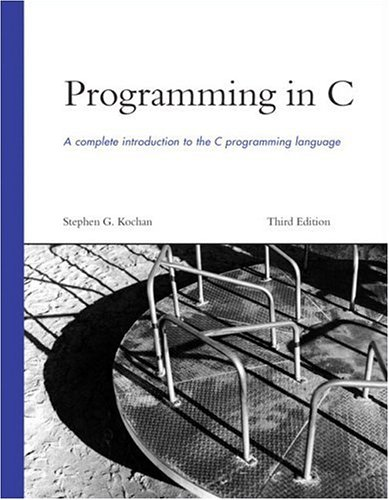 Programming in C
A complete introduction to the C programming language
Stephen G. Kochan Third Edition